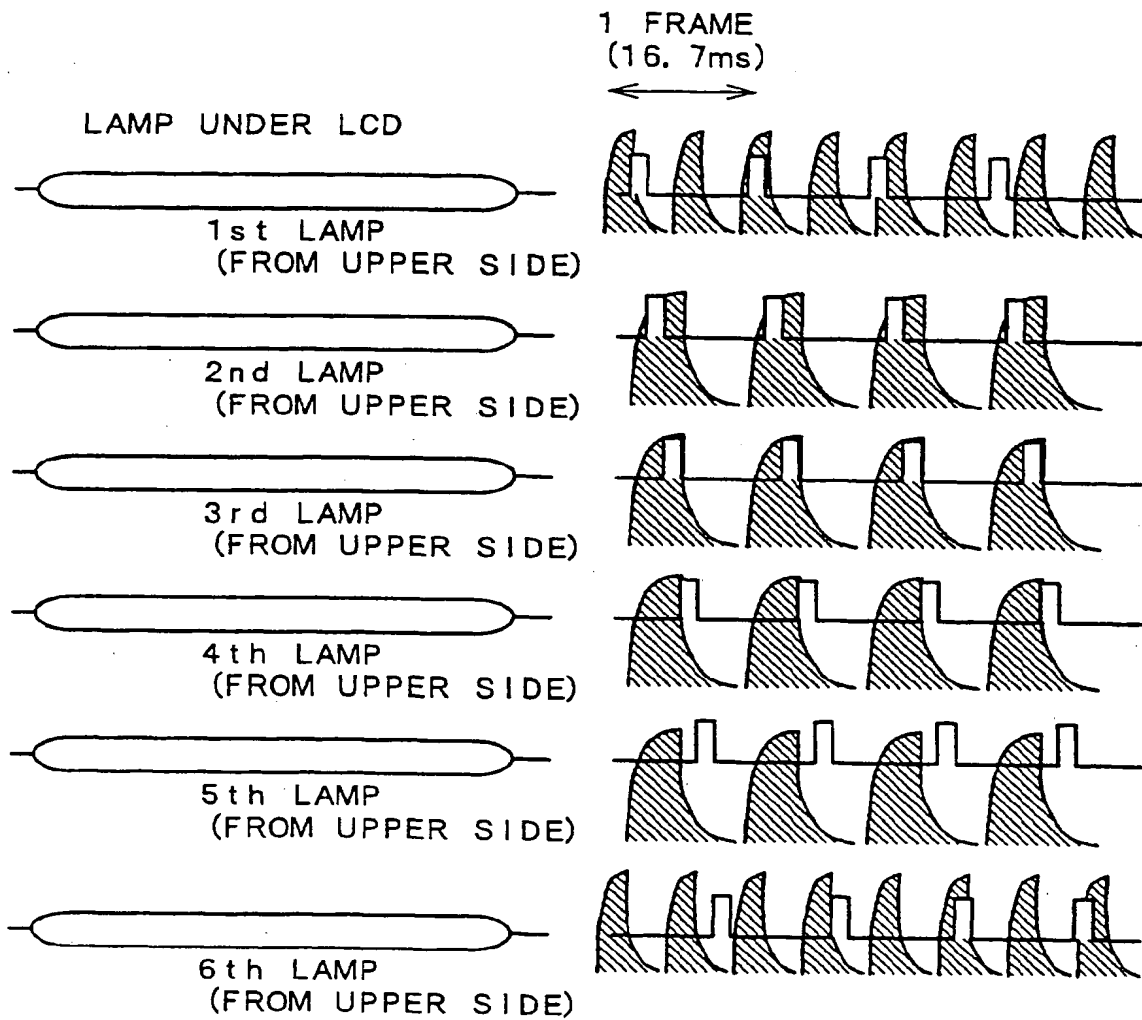 1 FRAME
(16. 7ms)
LAMP UNDER LCD
1st LAMP
(FROM UPPER SIDE)
2nd LAMP
(FROM UPPER SIDE)
3rd LAMP
(FROM UPPER SIDE)
4th LAMP
(FROM UPPER SIDE)
5th LAMP
(FROM UPPER SIDE)
6th LAMP
(FROM UPPER SIDE)